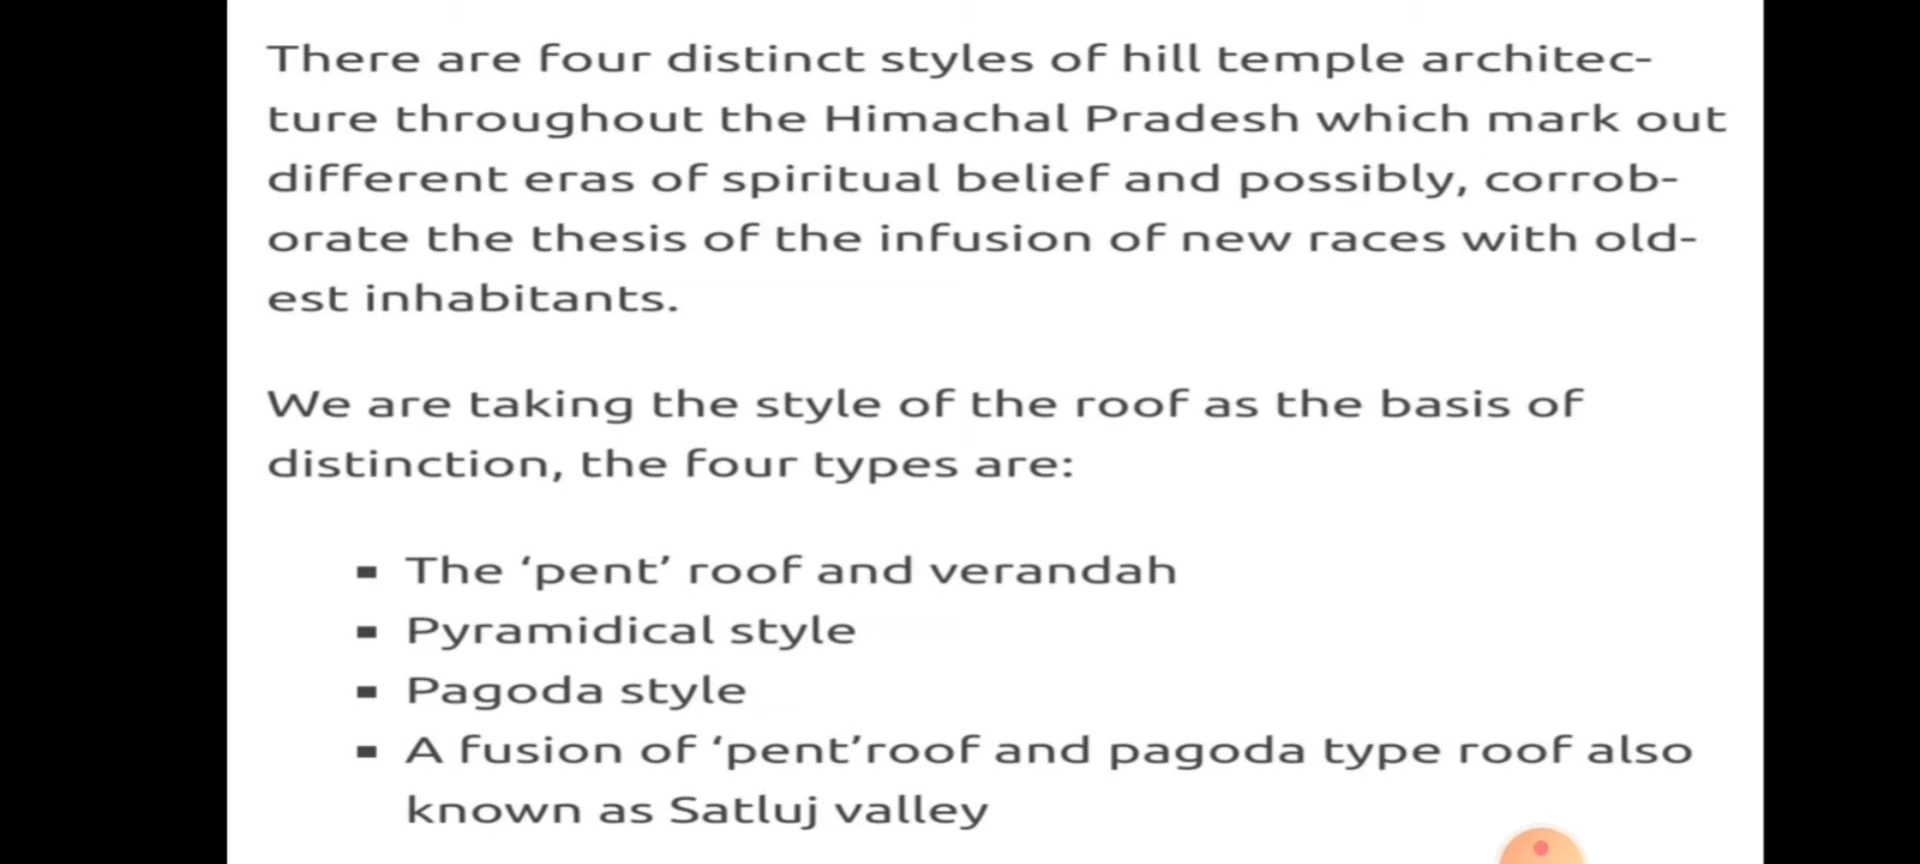 There are four distinct styles of hill temple architec-
ture throughout the Himachal Pradesh which mark out
different eras of spiritual belief and possibly, corrob-
orate the thesis of the infusion of new races with old-
est inhabitants.
We are taking the style of the roof as the basis of
distinction, the four types are:
▪ The ‘pent’ roof and verandah
▪ Pyramidical style
▪ Pagoda style
▪ A fusion of ‘pent’roof and pagoda type roof also
known as Satluj valley